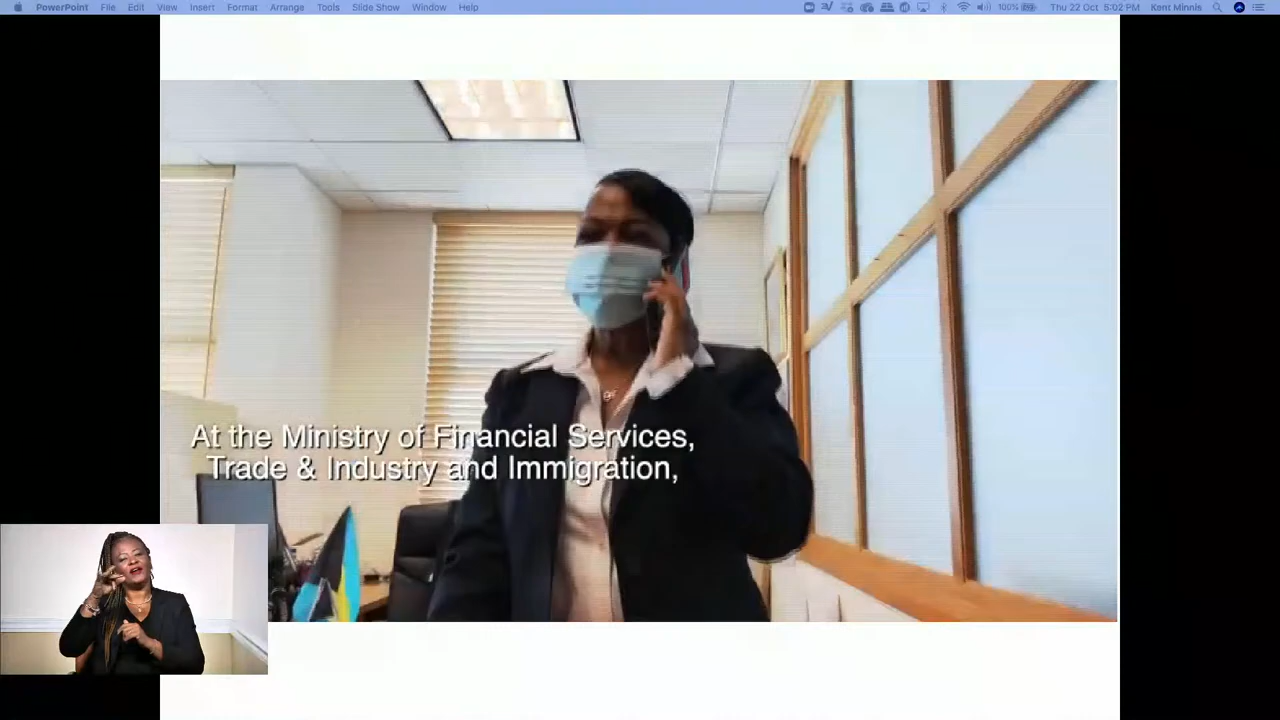 PowerPoint File Edit View Insert Format Arrange Tools Slide Show Window Help 100% Thu 22 Oct 5:02 PM Kent Minnis
At the Ministry of Financial Services,
Trade & Industry and Immigration,